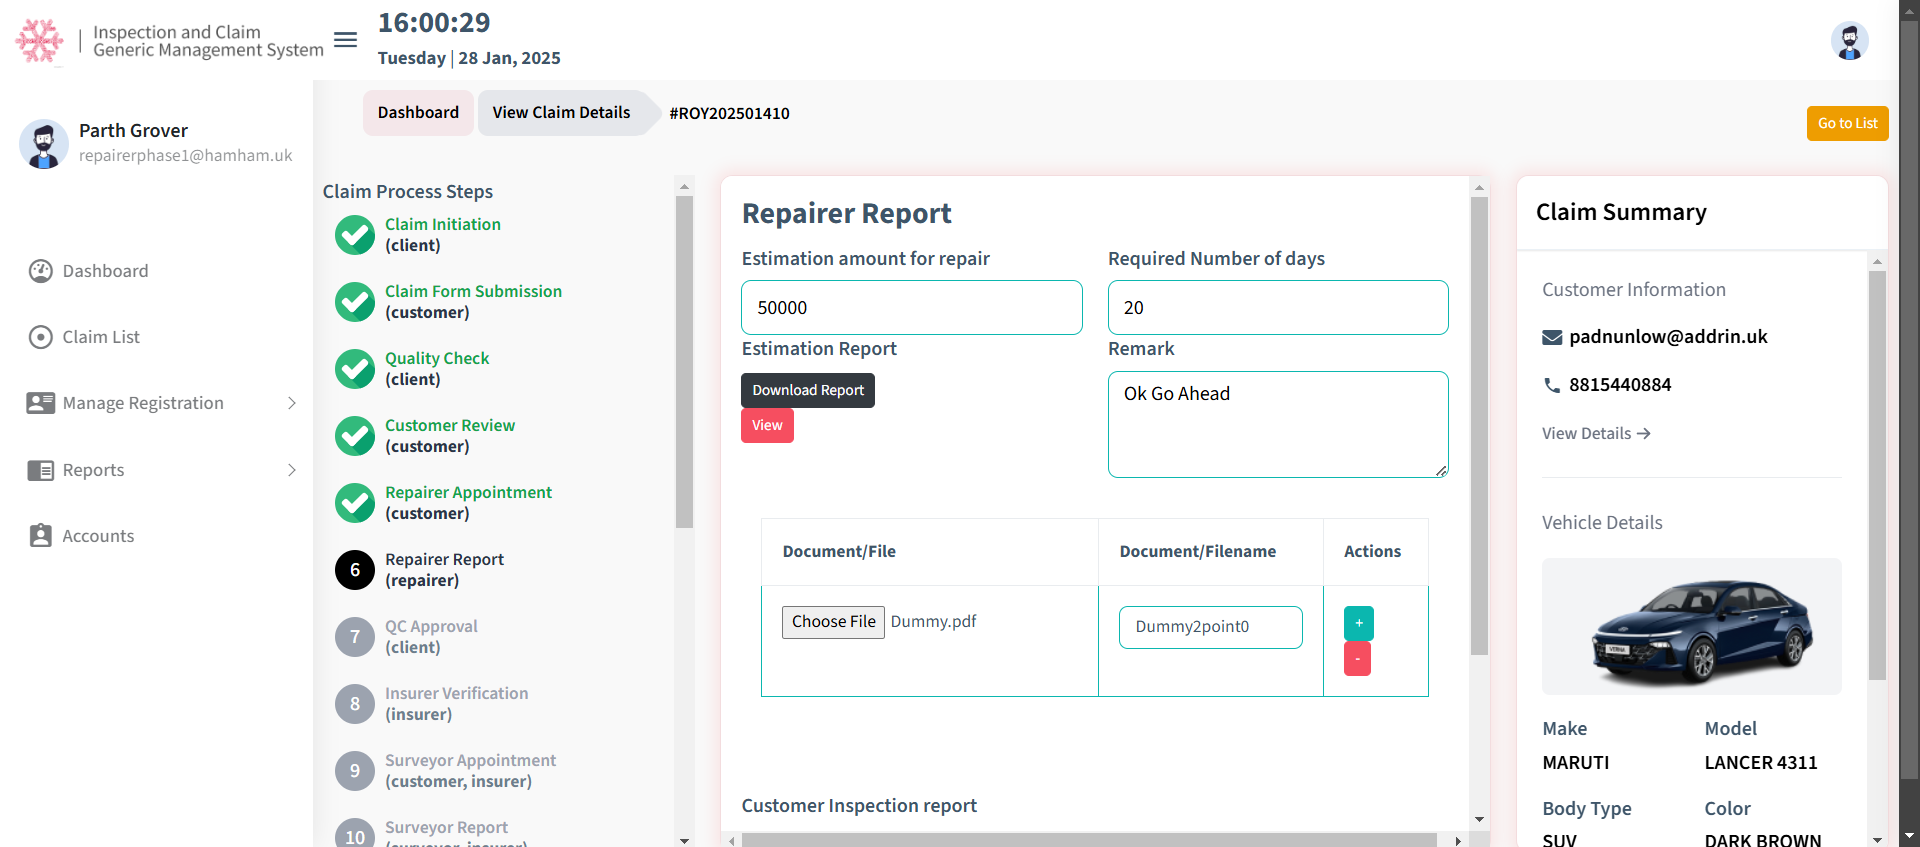 Inspection and Claim
Generic Management System
16:00:29
Tuesday | 28 Jan, 2025
Parth Grover
repairerphase1@hamham.uk
Dashboard
Claim List
Manage Registration
Reports
Accounts
Dashboard
View Claim Details
#ROY202501410
Go to List
Claim Process Steps
Claim Initiation
(client)
Claim Form Submission
(customer)
Quality Check
(client)
Customer Review
(customer)
Repairer Appointment
(customer)
6
Repairer Report
(repairer)
7
QC Approval
(client)
8
Insurer Verification
(insurer)
9
Surveyor Appointment
(customer, insurer)
10
Surveyor Report
(surveyor, insurer)
Repairer Report
Estimation amount for repair
Required Number of days
50000
20
Estimation Report
Remark
Download Report
View
Ok Go Ahead
Document/File
Document/Filename
Actions
Choose File Dummy.pdf
Dummy2point0
+
-
Customer Inspection report
Claim Summary
Customer Information
padnunlow@addrin.uk
8815440884
View Details
Vehicle Details
Make
Model
MARUTI
LANCER 4311
Body Type
Color
SUV
DARK BROWN